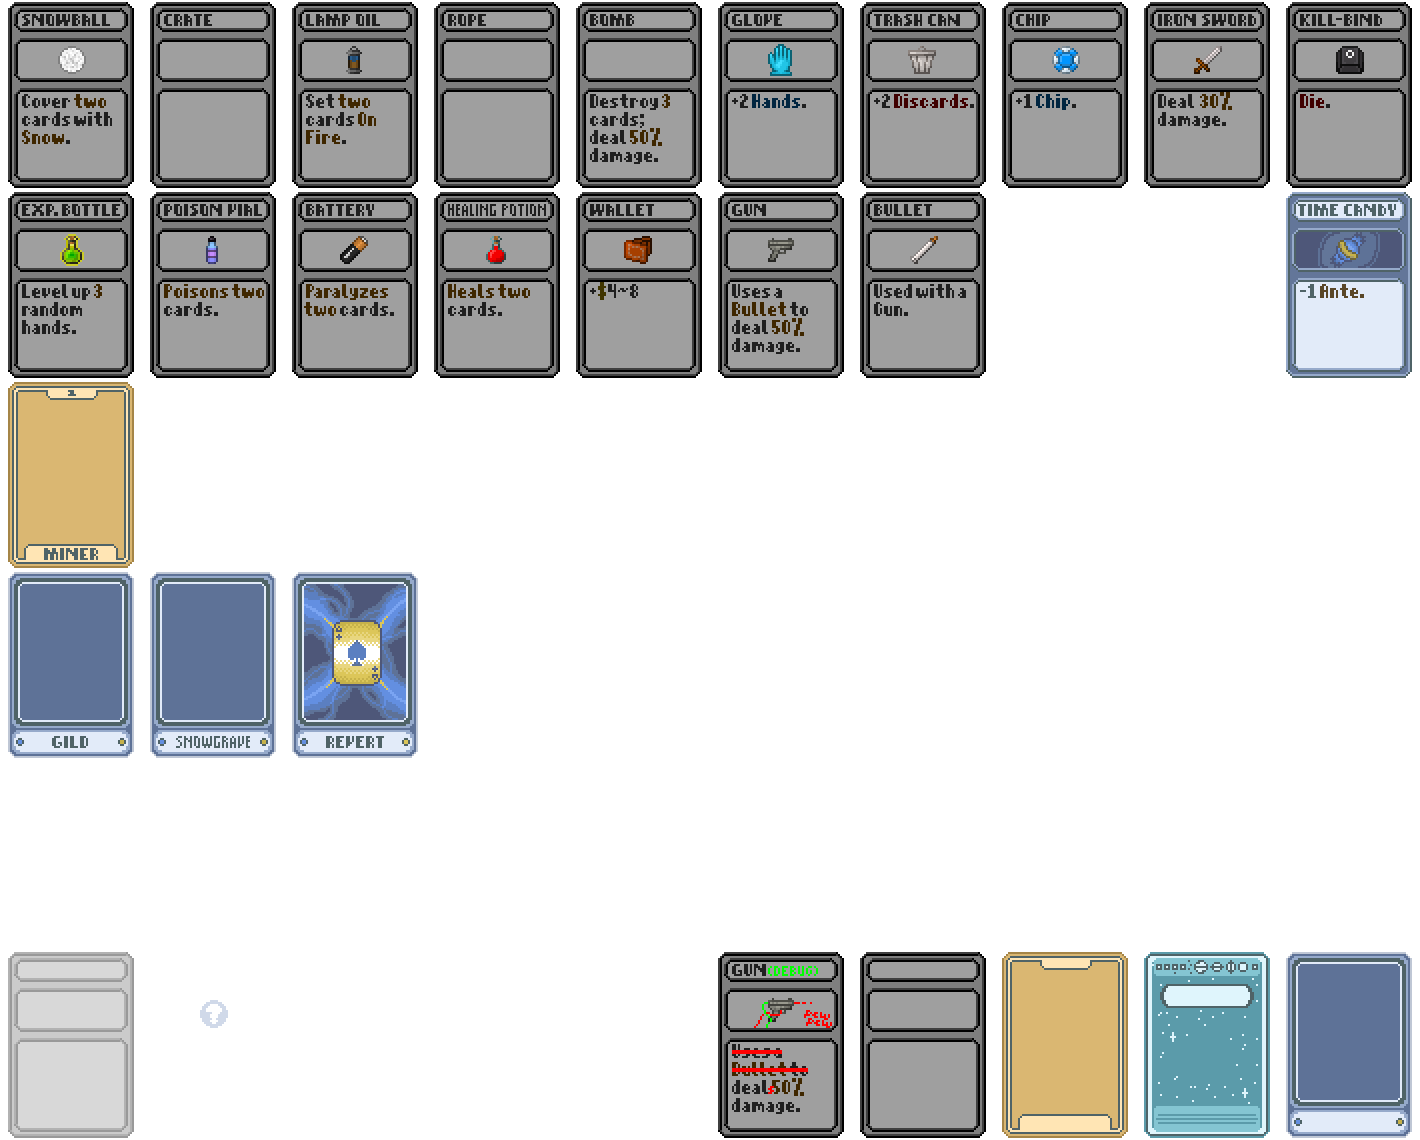 SNOWBALL
Cover two
cards with
Snow.
CRATE
LAMP OIL
Set two
cards On
Fire.
ROPE
BOMB
Destroy 3
cards;
deal 50%
damage.
GLOVE
+2 Hands.
TRASH CAN
+2 Discards.
CHIP
+1 Chip.
IRON SWORD
Deal 30%
damage.
KILL-BIND
Die.
EXP. BOTTLE
Level up 3
random
hands.
POISON VIAL
Poisons two
cards.
BATTERY
Paralyzes
two cards.
HEALING POTION
Heals two
cards.
WALLET
+$4~8
GUN
Uses a
Bullet to
deal 50%
damage.
BULLET
Used with a
Gun.
TIME CANDY
-1 Ante.
1
MINER
GILD
SNOWGRAVE
REVERT
GUN (DEBUG)
PEW
PEW
Uses a
Bullet to
deal 50%
damage.